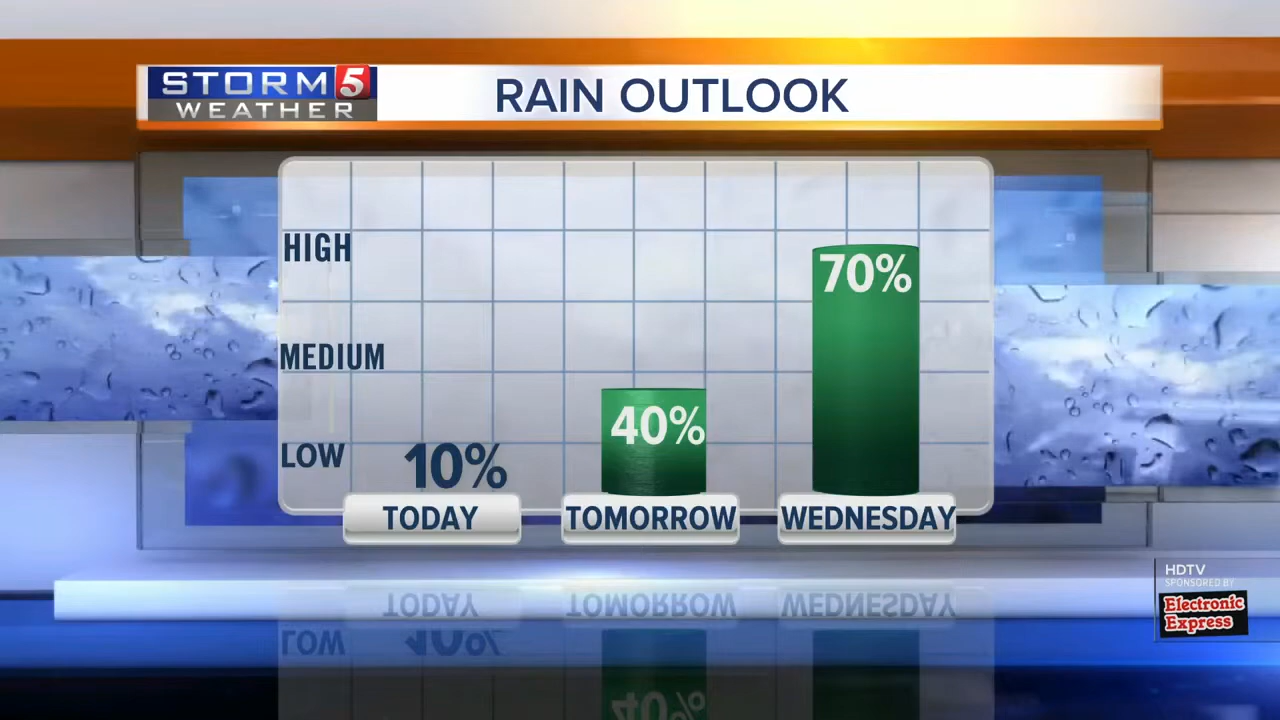 STORM 5
WEATHER
RAIN OUTLOOK
HIGH
MEDIUM
LOW
10%
40%
70%
TODAY
TOMORROW
WEDNESDAY
HDTV
SPONSORED BY
Electronic
Express